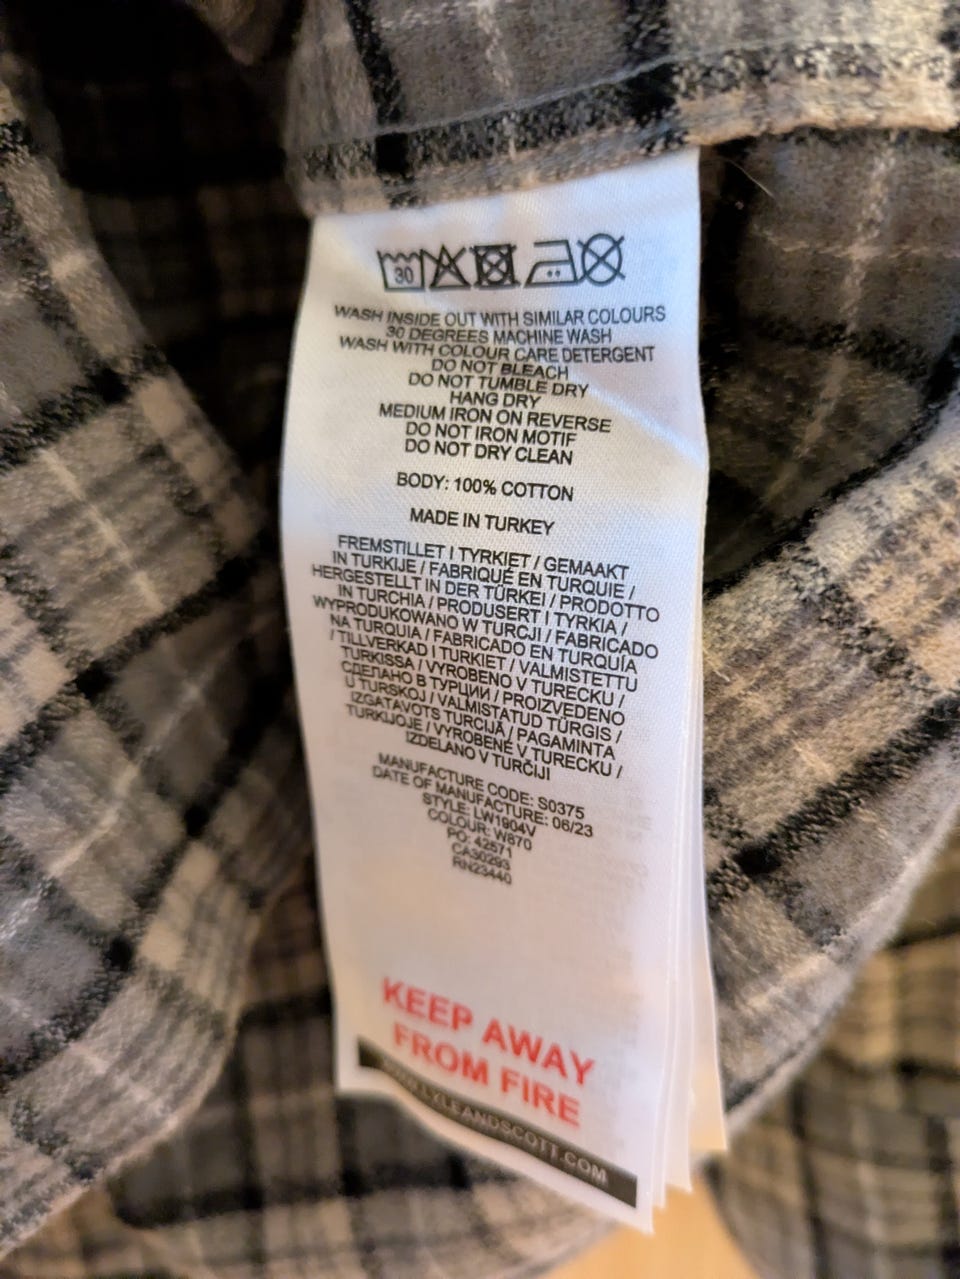 30
WASH INSIDE OUT WITH SIMILAR COLOURS
30 DEGREES MACHINE WASH
WASH WITH COLOUR CARE DETERGENT
DO NOT BLEACH
DO NOT TUMBLE DRY
HANG DRY
MEDIUM IRON ON REVERSE
DO NOT IRON MOTIF
DO NOT DRY CLEAN
BODY: 100% COTTON
MADE IN TURKEY
FREMSTILLET I TYRKIET / GEMAAKT
IN TURKIJE / FABRIQUÉ EN TURQUIE /
HERGESTELLT IN DER TÜRKEI / PRODOTTO
IN TURCHIA / PRODUSERT I TYRKIA /
WYPRODUKOWANO W TURCJI / FABRICADO
NA TURQUIA / FABRICADO EN TURQUÍA
/ TILLVERKAD I TURKIET / VALMISTETTU
TURKISSA / VYROBENO V TURECKU /
СДЕЛАНО В ТУРЦИИ / PROIZVEDENO
U TURSKOJ / VALMISTATUD TÜRGIS /
IZGATAVOTS TURCIJĀ / PAGAMINTA
TURKIJOJE / VYROBENÉ V TURECKU /
IZDELANO V TURČIJI
MANUFACTURE CODE: S0375
DATE OF MANUFACTURE: 06/23
STYLE: LW1904V
COLOUR: W870
PO: 42571
CA30293
RN23440
KEEP AWAY
FROM FIRE
WWW.LYLEANDSCOTT.COM